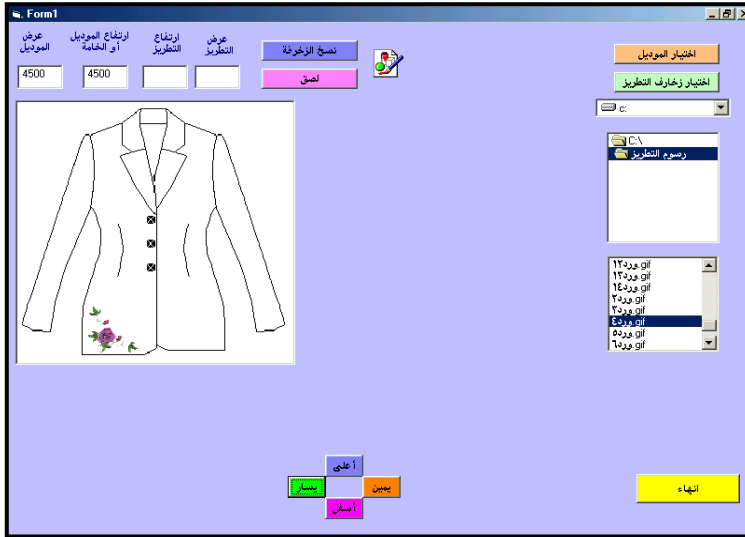 Form1
عرض الموديل
ارتفاع الموديل أو الخامة
ارتفاع التطريز
عرض التطريز
4500
4500
نسخ الزخرفة
لصق
اختيار الموديل
اختيار زخارف التطريز
c:
C:\
رسوم التطريز
ورد١٢.gif
ورد١٣.gif
ورد١٤.gif
ورد٢.gif
ورد٣.gif
ورد٤.gif
ورد٥.gif
ورد٦.gif
أعلى
يسار
يمين
أسفل
انهاء